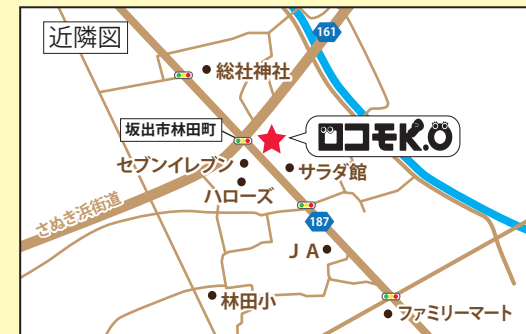 近隣図
161
総社神社
坂出市林田町
ロコモK.O
セブンイレブン
サラダ館
ハローズ
さぬき浜街道
187
JA
林田小
ファミリーマート